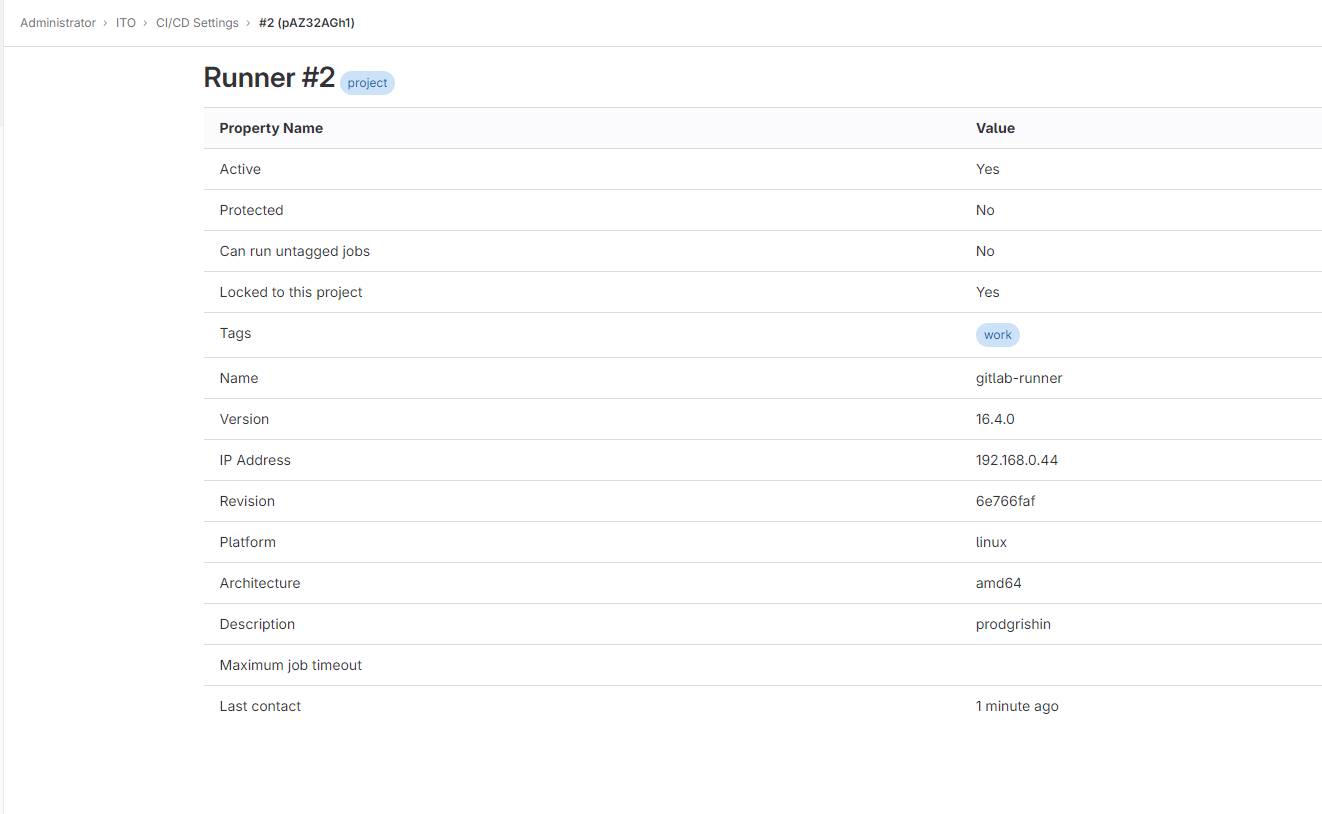 Administrator › ITO › CI/CD Settings › #2 (pAZ32AGh1)
Runner #2 project
Property Name Value
Active Yes
Protected No
Can run untagged jobs No
Locked to this project Yes
Tags work
Name gitlab-runner
Version 16.4.0
IP Address 192.168.0.44
Revision 6e766faf
Platform linux
Architecture amd64
Description prodgrishin
Maximum job timeout
Last contact 1 minute ago